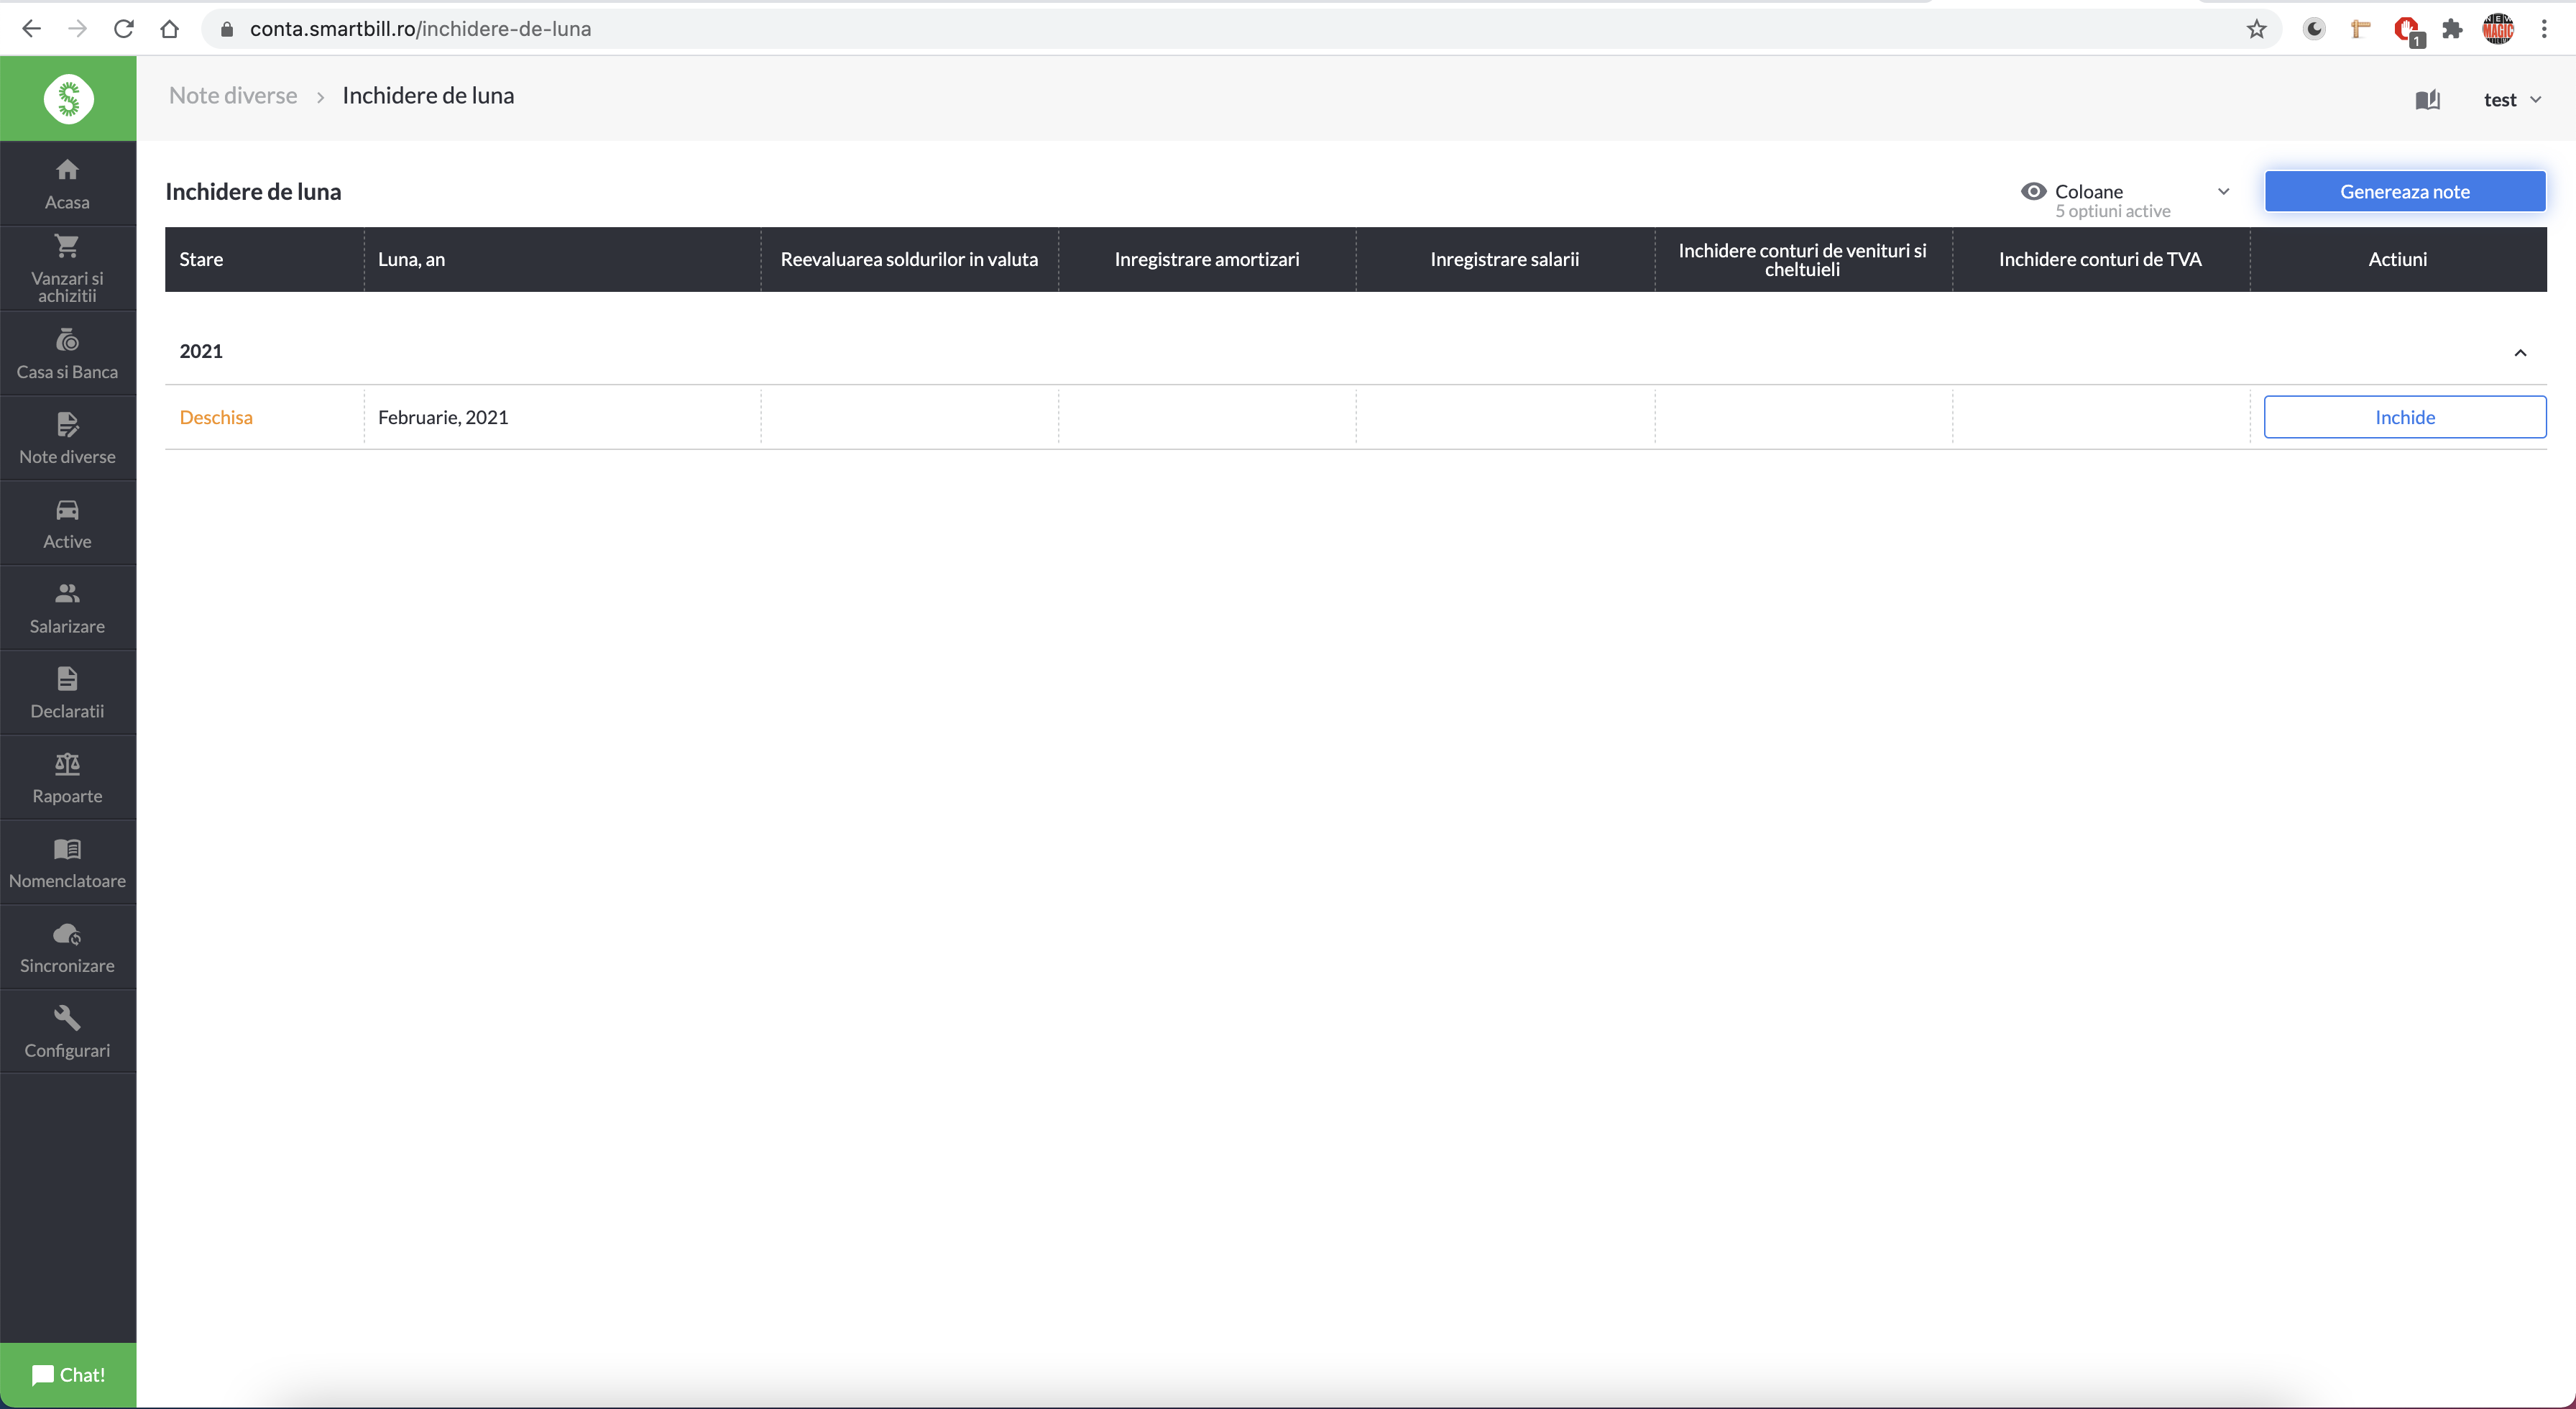 conta.smartbill.ro/inchidere-de-luna
1
NEW
MAGIC
Note diverse > Inchidere de luna
test
Acasa
Vanzari si
achizitii
Casa si Banca
Note diverse
Active
Salarizare
Declaratii
Rapoarte
Nomenclatoare
Sincronizare
Configurari
Chat!
Inchidere de luna
Coloane
5 optiuni active
Genereaza note
Stare Luna, an Reevaluarea soldurilor in valuta Inregistrare amortizari Inregistrare salarii Inchidere conturi de venituri si cheltuieli Inchidere conturi de TVA Actiuni
2021
Deschisa Februarie, 2021 Inchide